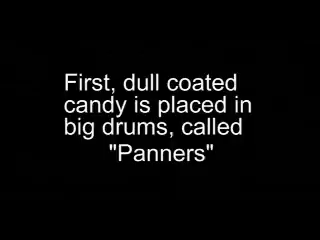 First, dull coated
candy is placed in
big drums, called
"Panners"